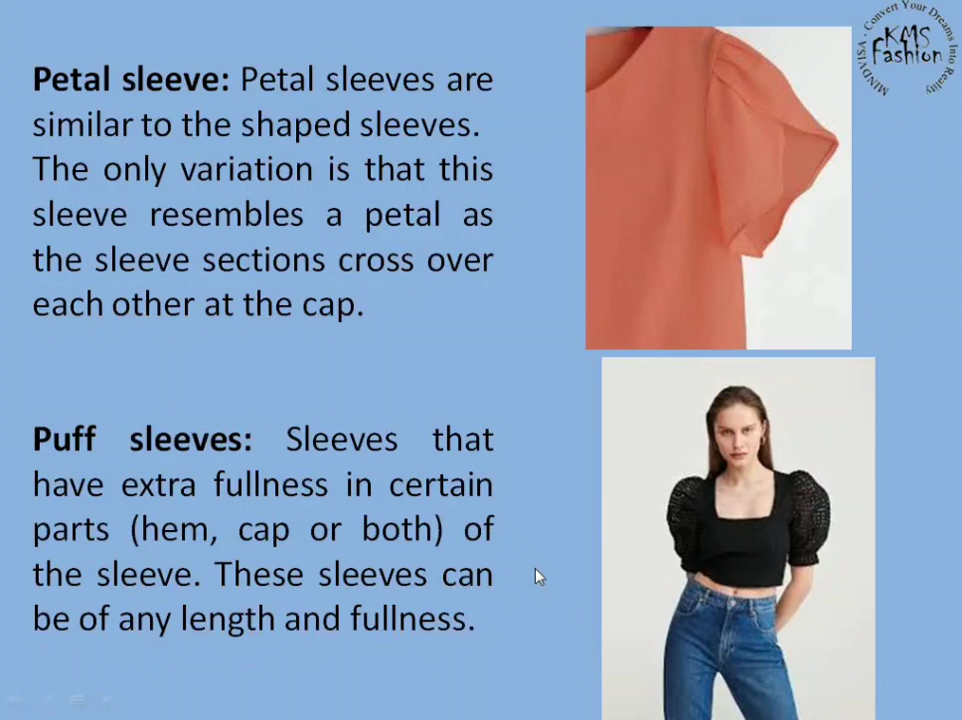 Petal sleeve: Petal sleeves are
similar to the shaped sleeves.
The only variation is that this
sleeve resembles a petal as
the sleeve sections cross over
each other at the cap.
Puff sleeves: Sleeves that
have extra fullness in certain
parts (hem, cap or both) of
the sleeve. These sleeves can
be of any length and fullness.
MINDVISA - Convert Your Dreams Into Reality
KMS
Fashion